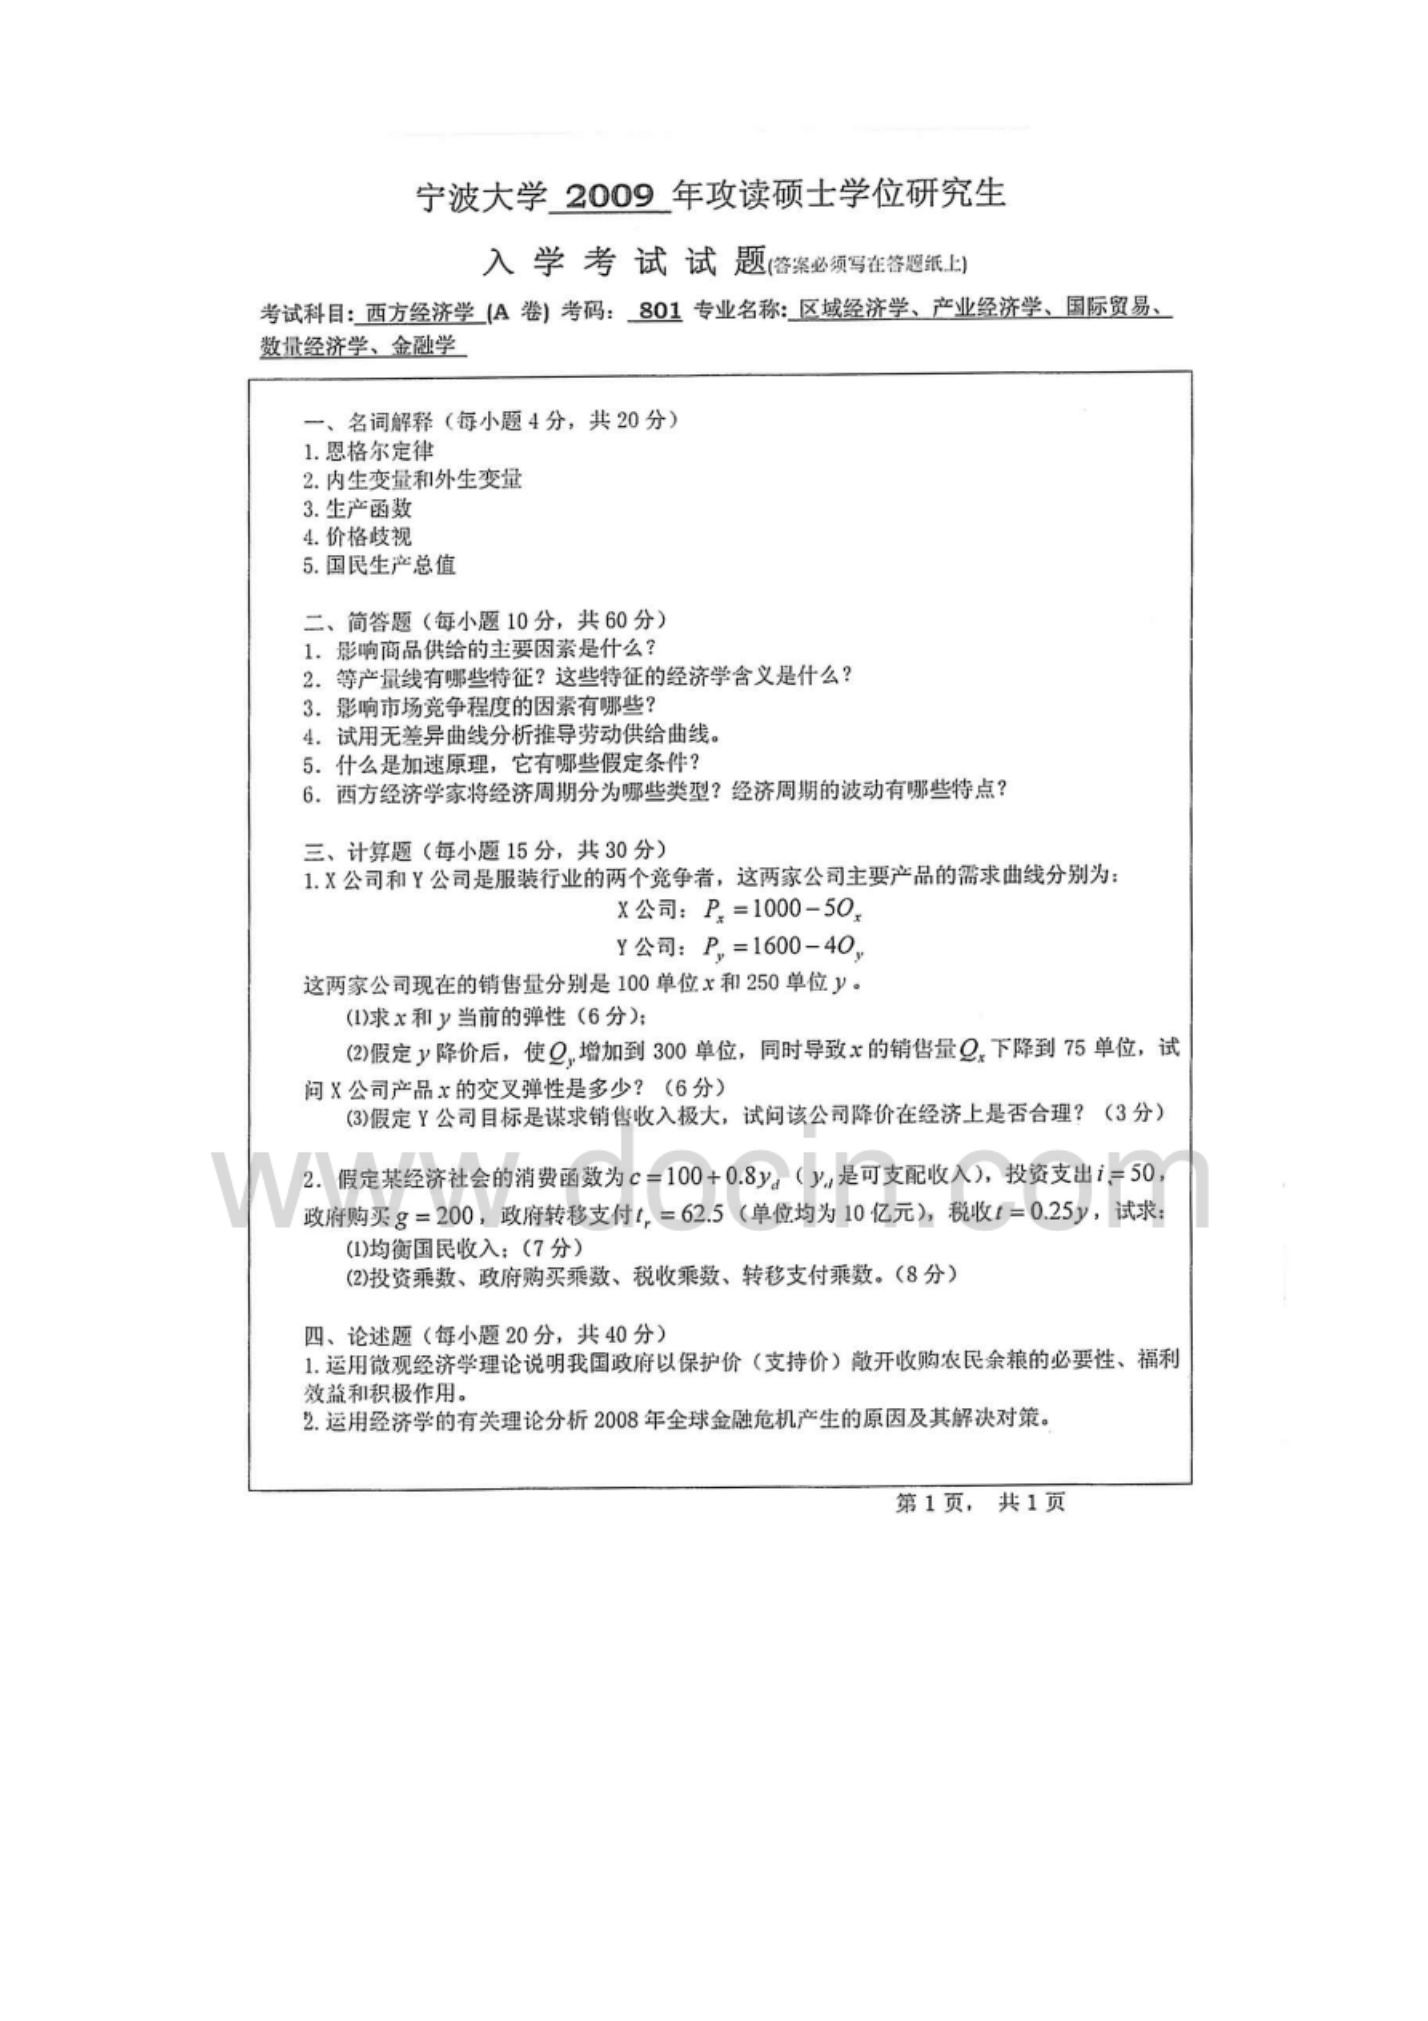 宁波大学 2009 年攻读硕士学位研究生
入 学 考 试 试 题(答案必须写在答题纸上)
考试科目: 西方经济学 (A 卷) 考码: 801 专业名称: 区域经济学、产业经济学、国际贸易、
数量经济学、金融学
一、名词解释（每小题 4 分，共 20 分）
1. 恩格尔定律
2. 内生变量和外生变量
3. 生产函数
4. 价格歧视
5. 国民生产总值
二、简答题（每小题 10 分，共 60 分）
1. 影响商品供给的主要因素是什么？
2. 等产量线有哪些特征？这些特征的经济学含义是什么？
3. 影响市场竞争程度的因素有哪些？
4. 试用无差异曲线分析推导劳动供给曲线。
5. 什么是加速原理，它有哪些假定条件？
6. 西方经济学家将经济周期分为哪些类型？经济周期的波动有哪些特点？
三、计算题（每小题 15 分，共 30 分）
1. X 公司和 Y 公司是服装行业的两个竞争者，这两家公司主要产品的需求曲线分别为：
X 公司：Px = 1000 − 5Ox
Y 公司：Py = 1600 − 4Oy
这两家公司现在的销售量分别是 100 单位 x 和 250 单位 y。
(1)求 x 和 y 当前的弹性（6 分）；
(2)假定 y 降价后，使 Qy 增加到 300 单位，同时导致 x 的销售量 Qx 下降到 75 单位，试
问 X 公司产品 x 的交叉弹性是多少？（6 分）
(3)假定 Y 公司目标是谋求销售收入极大，试问该公司降价在经济上是否合理？（3 分）
2. 假定某经济社会的消费函数为 c = 100 + 0.8yd（yd 是可支配收入），投资支出 i = 50，
政府购买 g = 200，政府转移支付 tr = 62.5（单位均为 10 亿元），税收 t = 0.25y，试求：
(1)均衡国民收入；（7 分）
(2)投资乘数、政府购买乘数、税收乘数、转移支付乘数。（8 分）
四、论述题（每小题 20 分，共 40 分）
1. 运用微观经济学理论说明我国政府以保护价（支持价）敞开收购农民余粮的必要性、福利
效益和积极作用。
2. 运用经济学的有关理论分析 2008 年全球金融危机产生的原因及其解决对策。
第 1 页， 共 1 页
www.docin.com